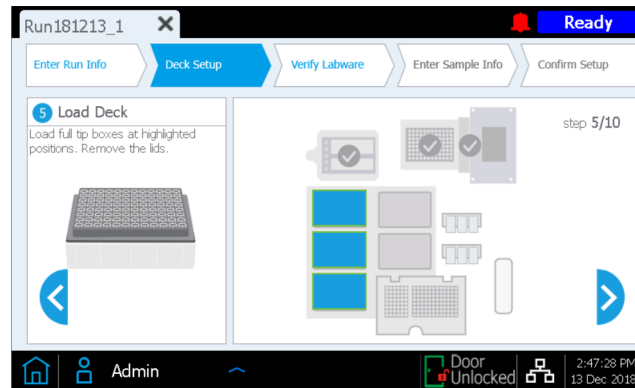 Run181213_1
Ready
Enter Run Info
Deck Setup
Verify Labware
Enter Sample Info
Confirm Setup
5 Load Deck
Load full tip boxes at highlighted
positions. Remove the lids.
step 5/10
Admin
Door
Unlocked
2:47:28 PM
13 Dec 2018